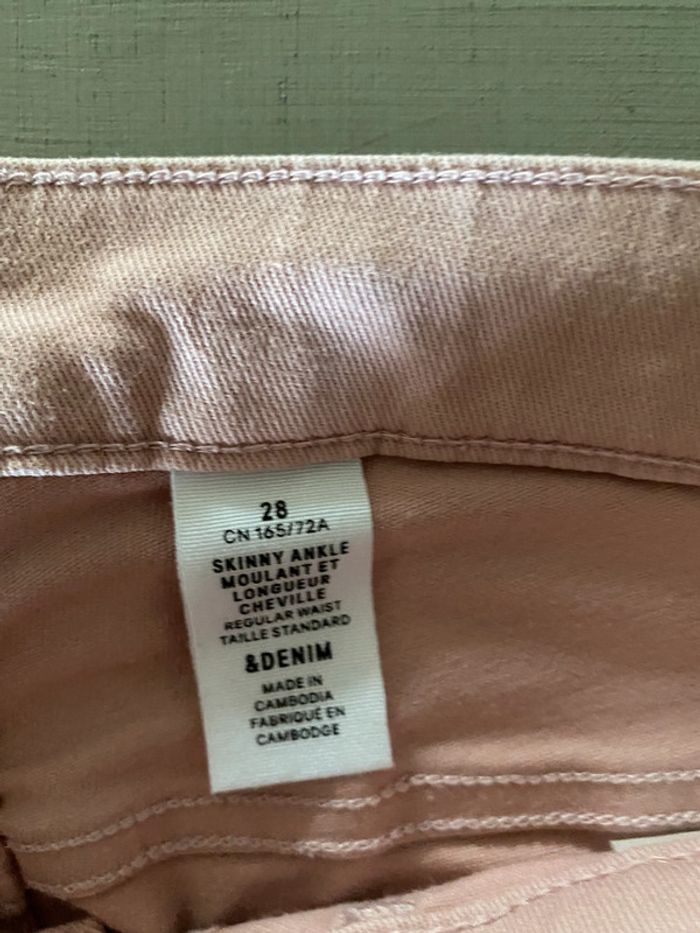 28
CN 165/72A
SKINNY ANKLE
MOULANT ET
LONGUEUR
CHEVILLE
REGULAR WAIST
TAILLE STANDARD
&DENIM
MADE IN
CAMBODIA
FABRIQUÉ EN
CAMBODGE